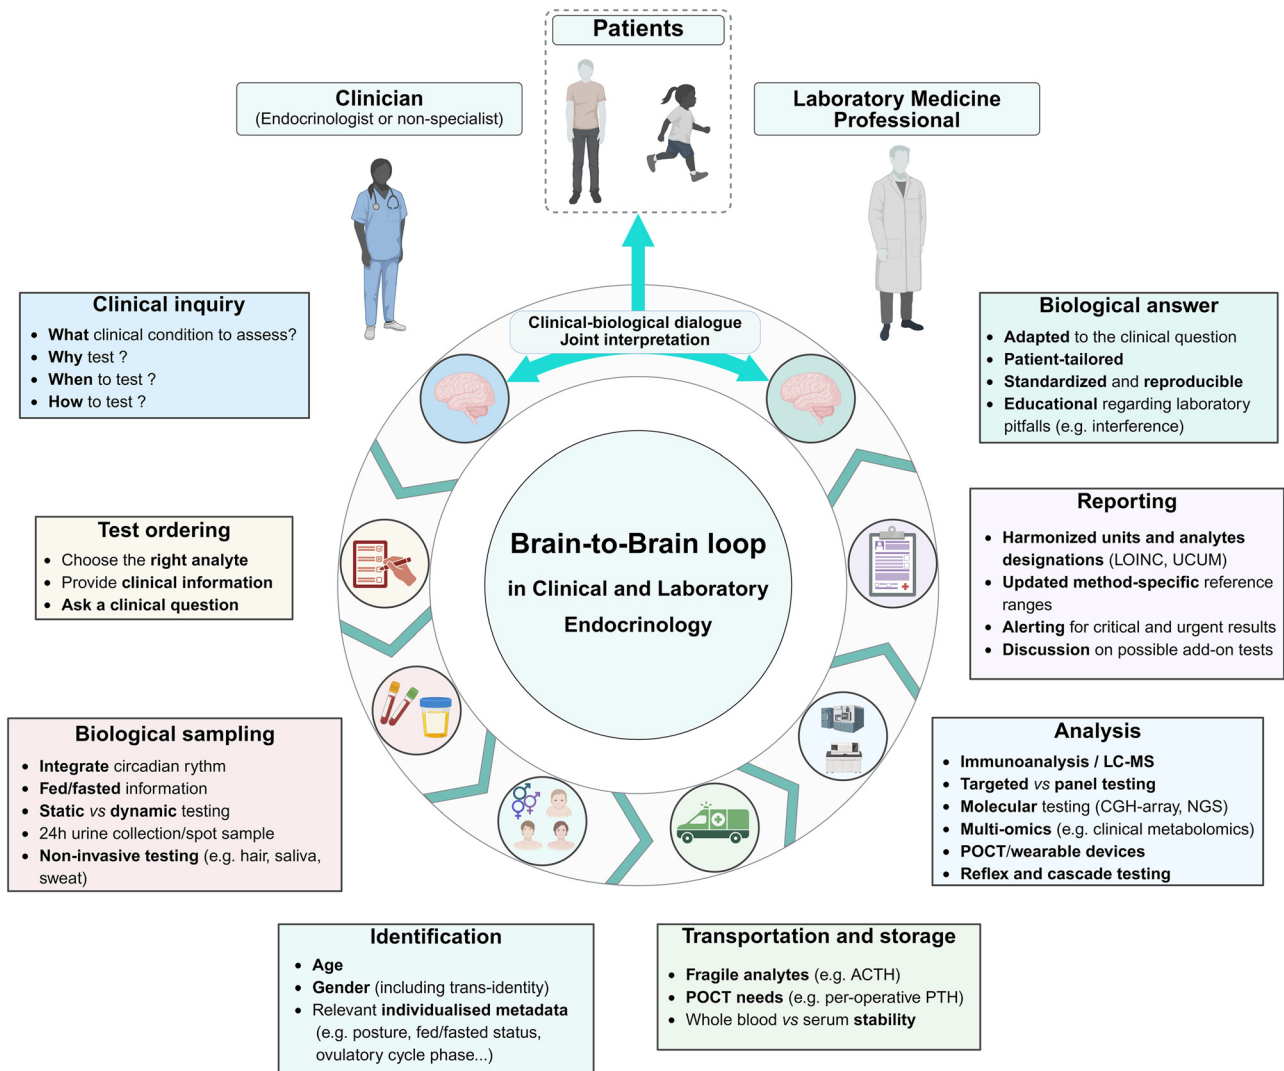 Patients
Clinician
(Endocrinologist or non-specialist)
Laboratory Medicine
Professional
Clinical-biological dialogue
Joint interpretation
Clinical inquiry
• What clinical condition to assess?
• Why test ?
• When to test ?
• How to test ?
Test ordering
• Choose the right analyte
• Provide clinical information
• Ask a clinical question
Biological sampling
• Integrate circadian rythm
• Fed/fasted information
• Static vs dynamic testing
• 24h urine collection/spot sample
• Non-invasive testing (e.g. hair, saliva,
sweat)
Identification
• Age
• Gender (including trans-identity)
• Relevant individualised metadata
(e.g. posture, fed/fasted status,
ovulatory cycle phase...)
Transportation and storage
• Fragile analytes (e.g. ACTH)
• POCT needs (e.g. per-operative PTH)
• Whole blood vs serum stability
Analysis
• Immunoanalysis / LC-MS
• Targeted vs panel testing
• Molecular testing (CGH-array, NGS)
• Multi-omics (e.g. clinical metabolomics)
• POCT/wearable devices
• Reflex and cascade testing
Reporting
• Harmonized units and analytes
designations (LOINC, UCUM)
• Updated method-specific reference
ranges
• Alerting for critical and urgent results
• Discussion on possible add-on tests
Biological answer
• Adapted to the clinical question
• Patient-tailored
• Standardized and reproducible
• Educational regarding laboratory
pitfalls (e.g. interference)
Brain-to-Brain loop
in Clinical and Laboratory
Endocrinology